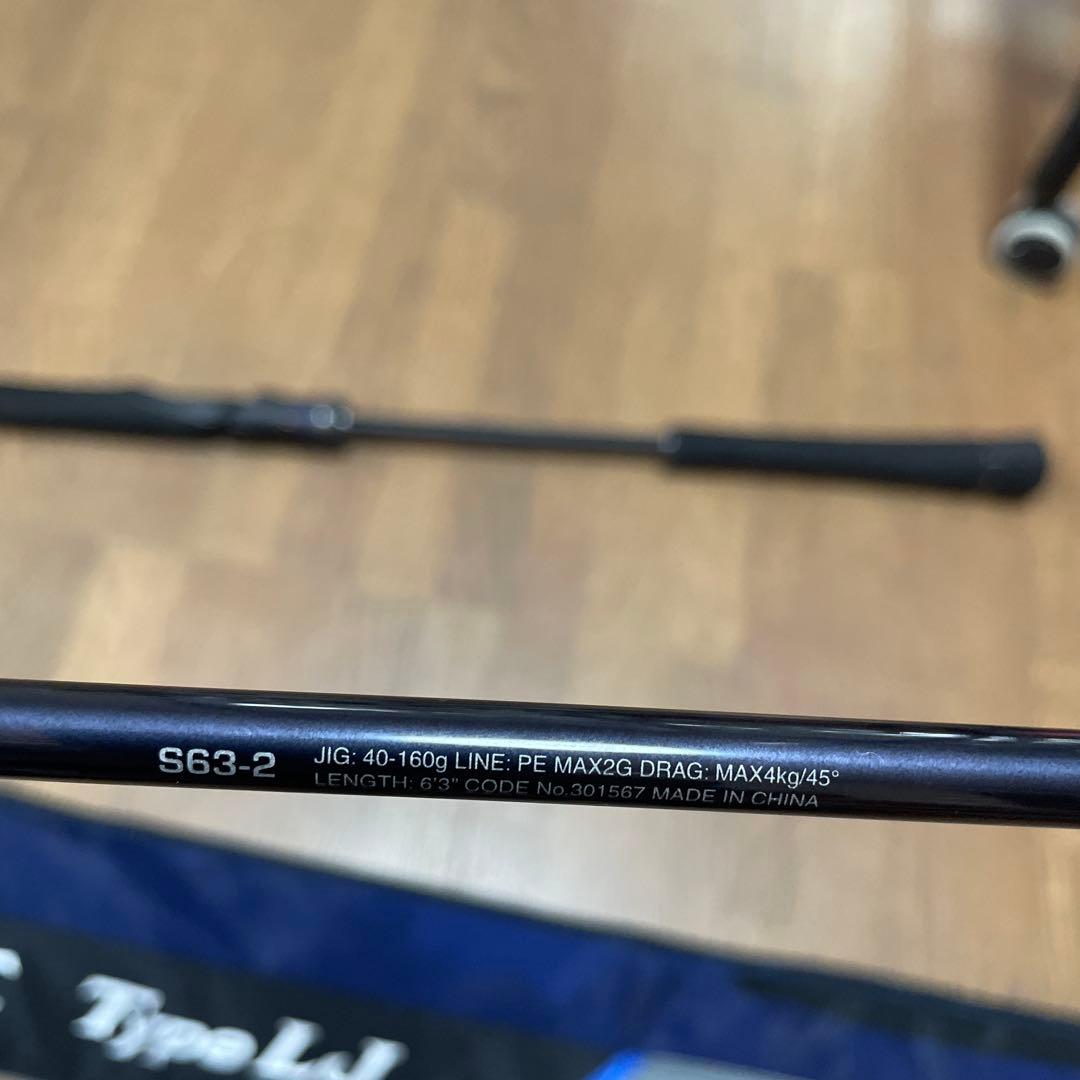 S63-2
JIG: 40-160g LINE: PE MAX2G DRAG: MAX4kg/45°
LENGTH: 6'3" CODE No.301567 MADE IN CHINA
Type LJ